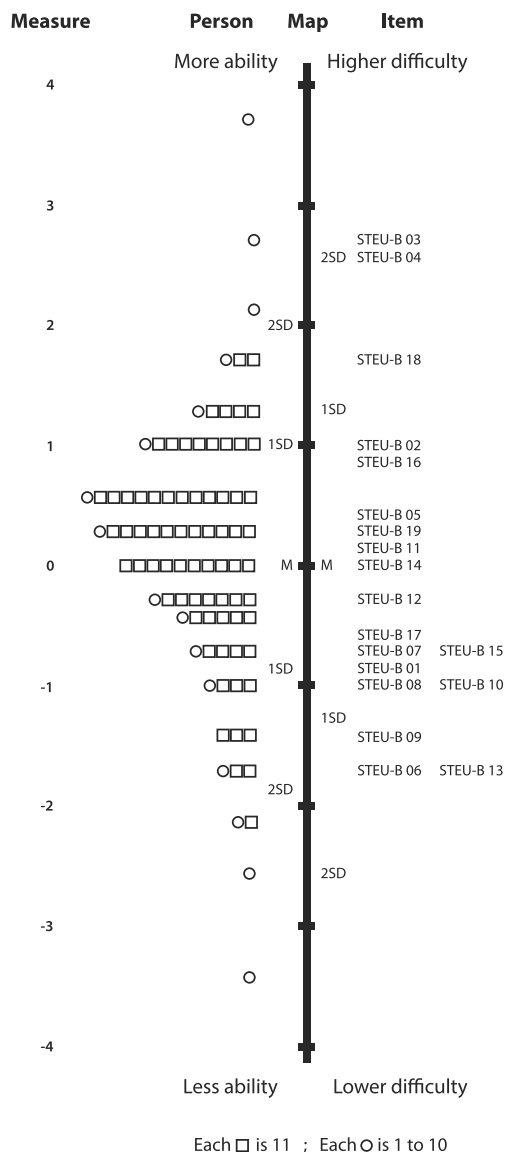 Measure Person Map Item
More ability Higher difficulty
4
3
STEU-B 03
2SD STEU-B 04
2 2SD
STEU-B 18
1SD
1 1SD STEU-B 02
STEU-B 16
STEU-B 05
STEU-B 19
STEU-B 11
0 M M STEU-B 14
STEU-B 12
STEU-B 17
STEU-B 07 STEU-B 15
1SD STEU-B 01
-1 STEU-B 08 STEU-B 10
1SD
STEU-B 09
STEU-B 06 STEU-B 13
2SD
-2
2SD
-3
-4
Less ability Lower difficulty
Each □ is 11 ; Each ○ is 1 to 10